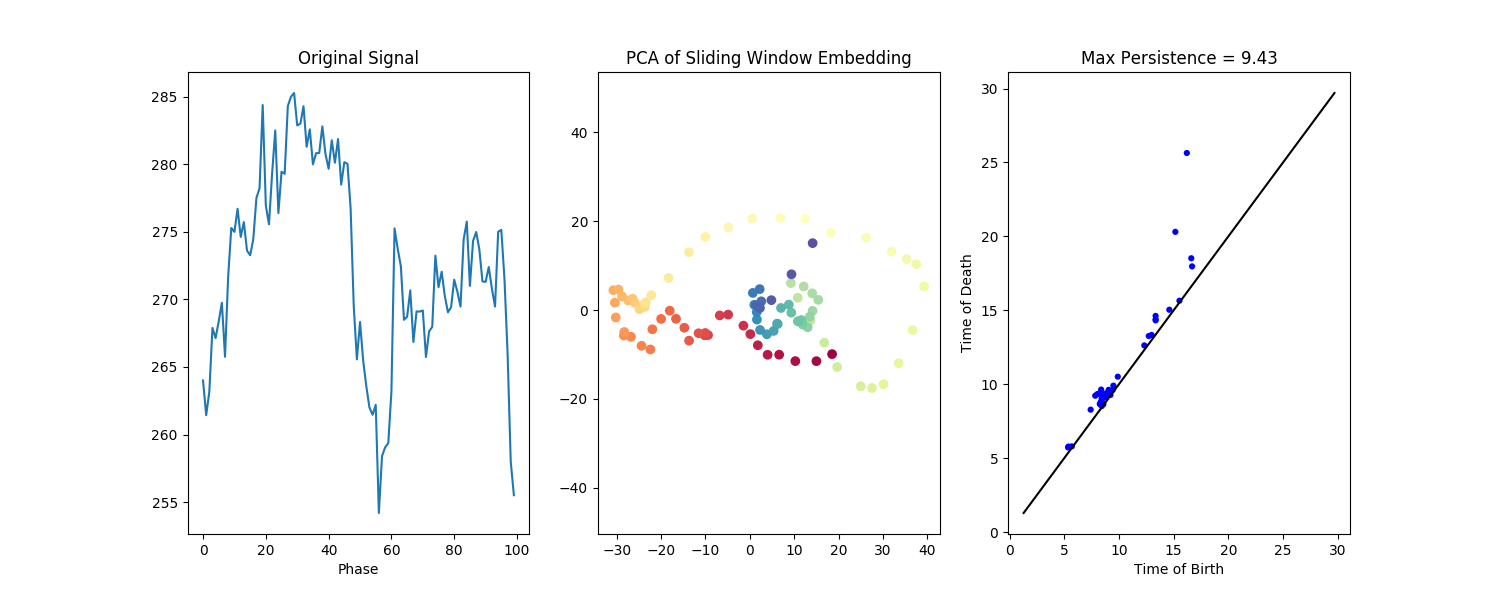 Original Signal
285
280
275
270
265
260
255
0 20 40 60 80 100
Phase
PCA of Sliding Window Embedding
40
20
0
−20
−40
−30 −20 −10 0 10 20 30 40
Max Persistence = 9.43
Time of Death
30
25
20
15
10
5
0
0 5 10 15 20 25 30
Time of Birth